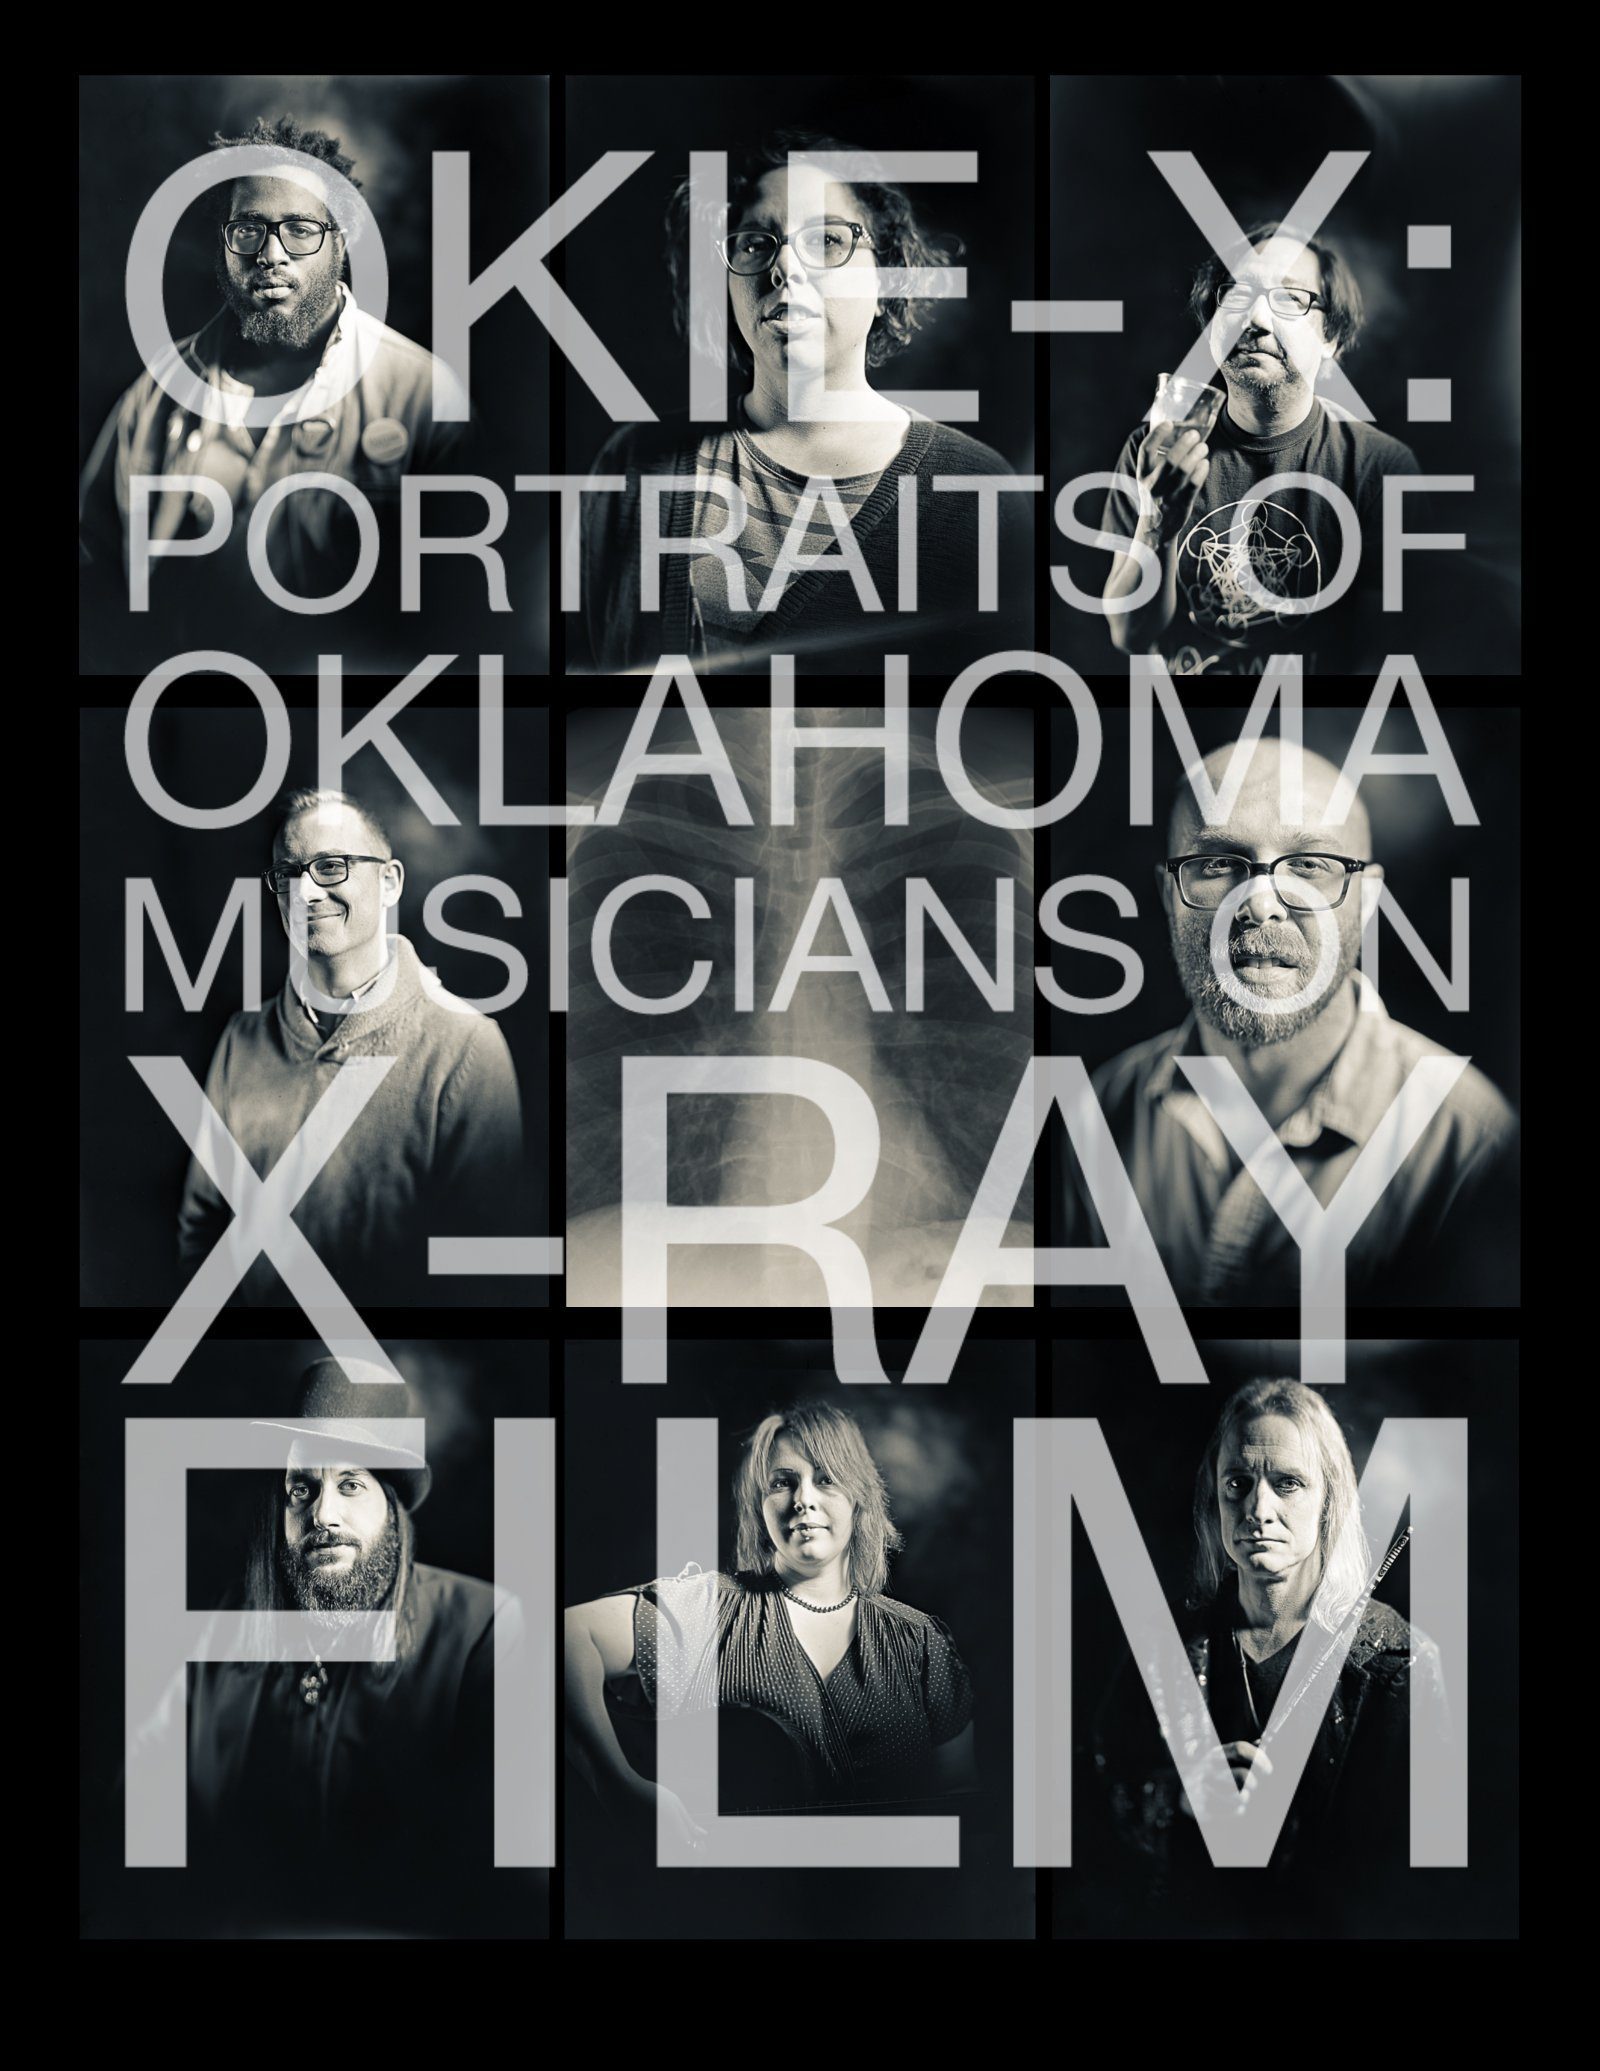 OKIE-X:
PORTRAITS OF
OKLAHOMA
MUSICIANS ON
X-RAY
FILM